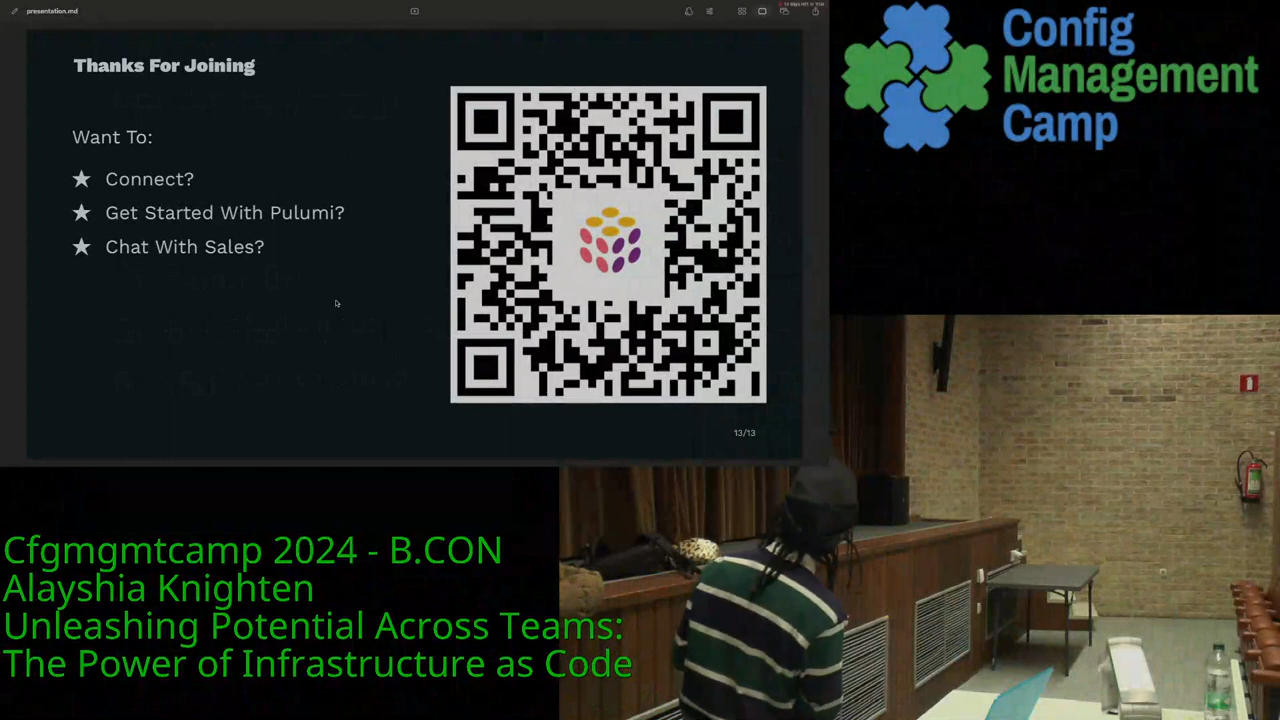 presentation.md
Thanks For Joining
Want To:
Connect?
Get Started With Pulumi?
Chat With Sales?
13/13
Config
Management
Camp
Cfgmgmtcamp 2024 - B.CON
Alayshia Knighten
Unleashing Potential Across Teams:
The Power of Infrastructure as Code